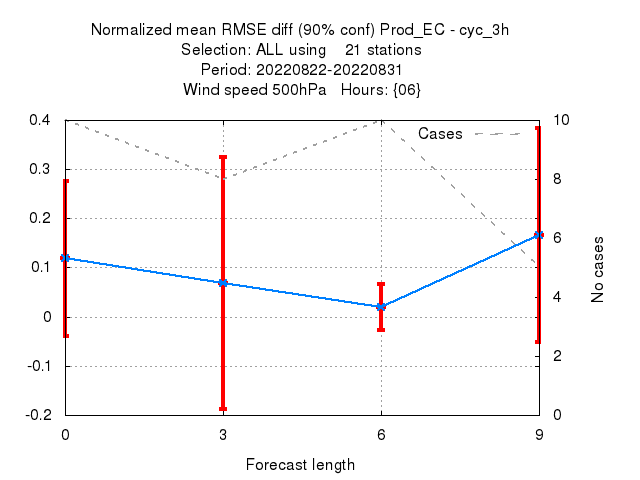 Normalized mean RMSE diff (90% conf) Prod_EC - cyc_3h
Selection: ALL using 21 stations
Period: 20220822-20220831
Wind speed 500hPa Hours: {06}
Cases
0.4
0.3
0.2
0.1
0
-0.1
-0.2
10
8
6
4
2
0
No cases
0 3 6 9
Forecast length